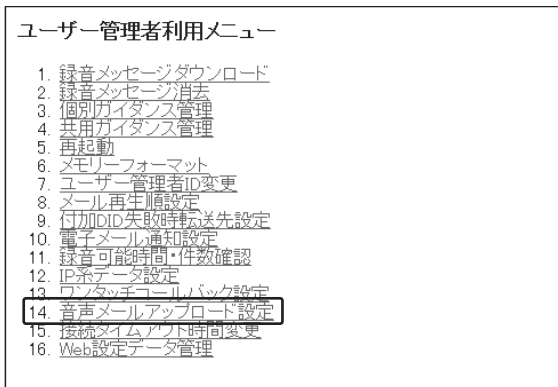 ユーザー管理者利用メニュー
1. 録音メッセージダウンロード
2. 録音メッセージ消去
3. 個別ガイダンス管理
4. 共用ガイダンス管理
5. 再起動
6. メモリーフォーマット
7. ユーザー管理者ID変更
8. メール再生順設定
9. 付加DID失敗時転送先設定
10. 電子メール通知設定
11. 録音可能時間・件数確認
12. IP系データ設定
13. ワンタッチコールバック設定
14. 音声メールアップロード設定
15. 接続タイムアウト時間変更
16. Web設定データ管理